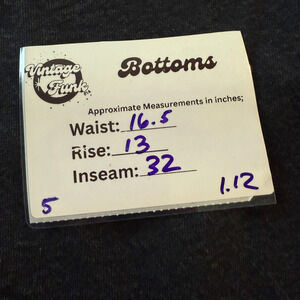 Vintage
Funk
Bottoms
Approximate Measurements in inches;
Waist: 16.5
Rise: 13
Inseam: 32
5
1.12